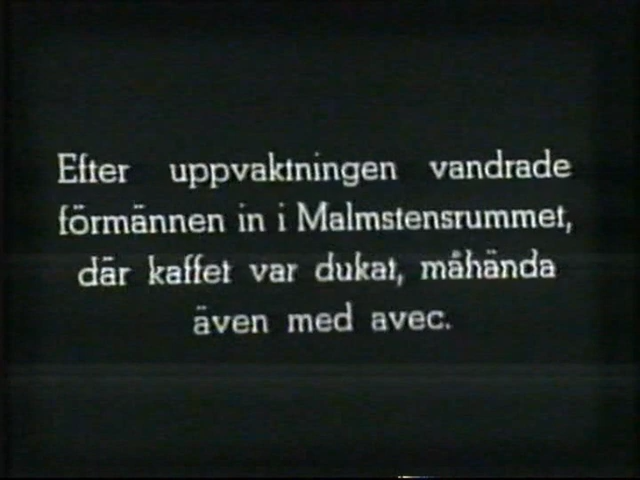 Efter uppvaktningen vandrade
förmännen in i Malmstensrummet,
där kaffet var dukat, måhända
även med avec.